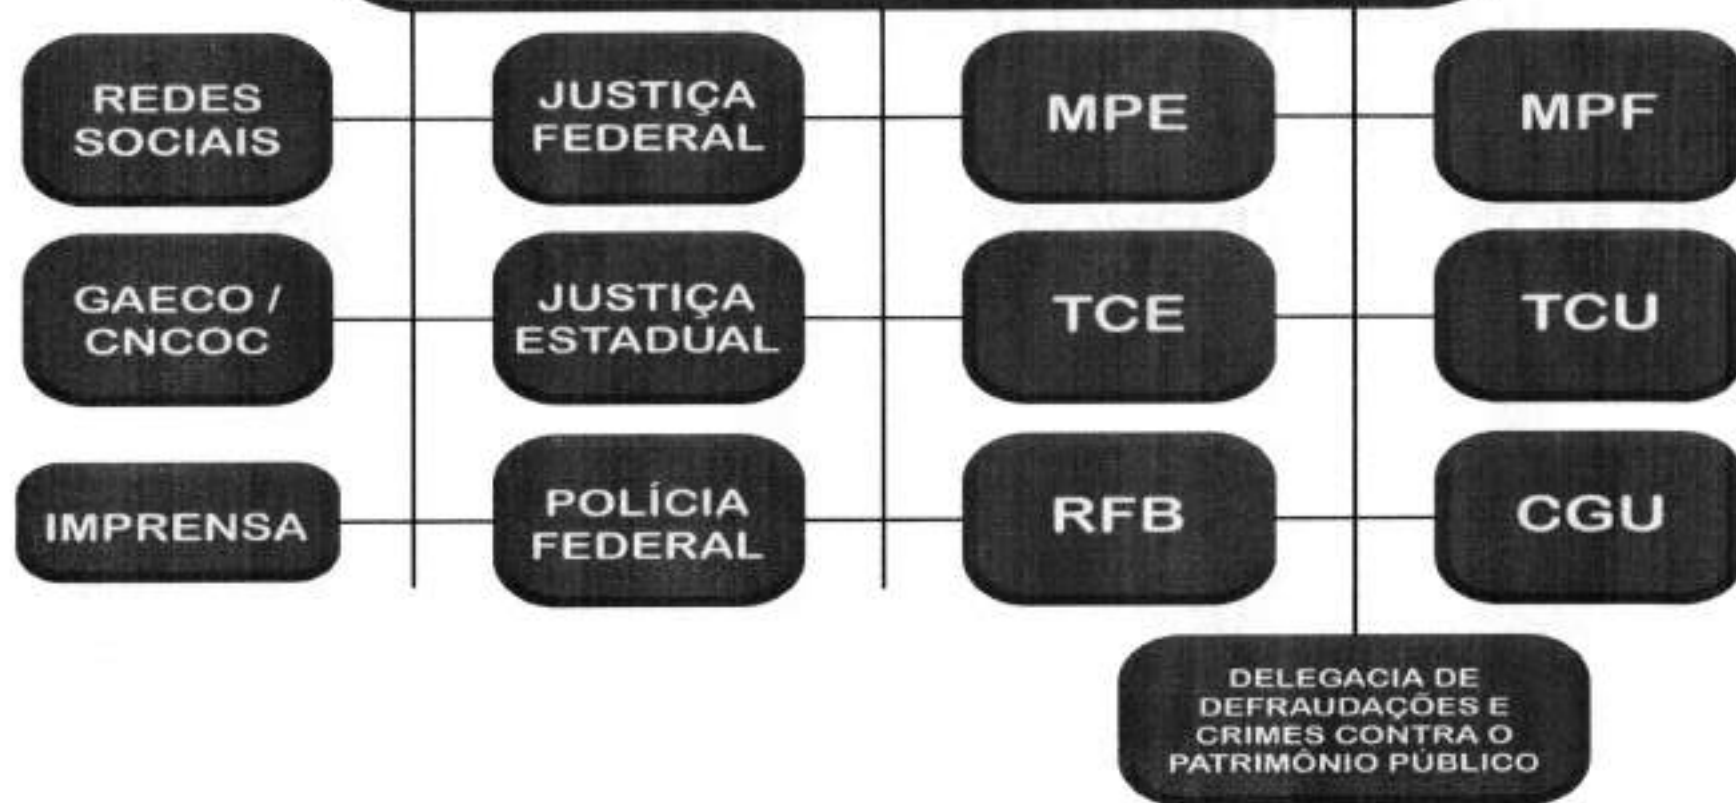 REDES
SOCIAIS
JUSTIÇA
FEDERAL
MPE
MPF
GAECO /
CNCOC
JUSTIÇA
ESTADUAL
TCE
TCU
IMPRENSA
POLÍCIA
FEDERAL
RFB
CGU
DELEGACIA DE
DEFRAUDAÇÕES E
CRIMES CONTRA O
PATRIMÔNIO PÚBLICO